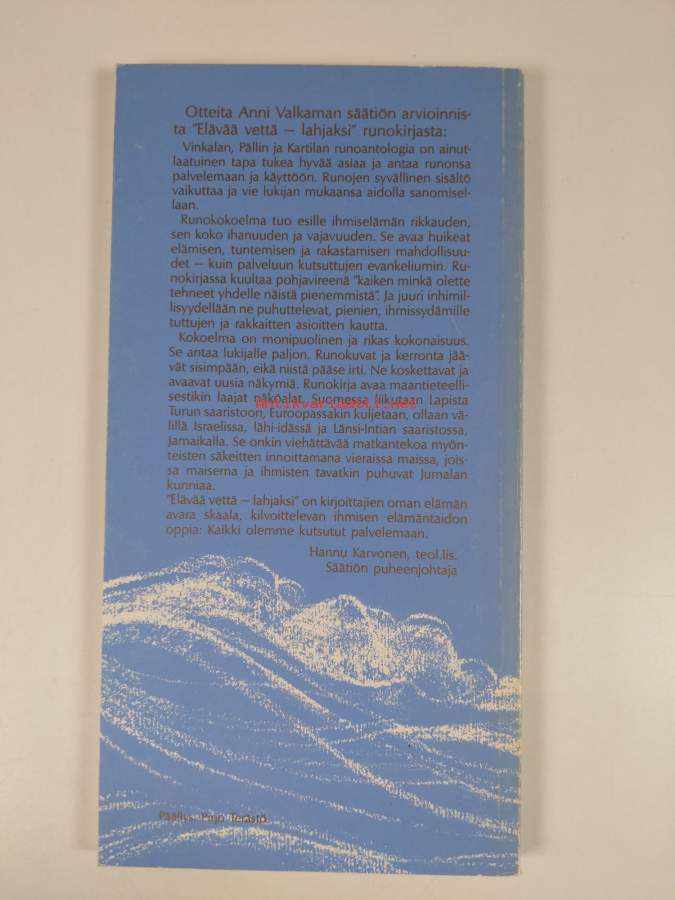 Otteita Anni Valkaman säätiön arvioinnis-
ta "Elävää vettä – lahjaksi" runokirjasta:
Vinkalan, Pällin ja Kartilan runoantologia on ainut-
laatuinen tapa tukea hyvää asiaa ja antaa runonsa
palvelemaan ja käyttöön. Runojen syvällinen sisältö
vaikuttaa ja vie lukijan mukaansa aidolla sanomisel-
laan.
Runokokoelma tuo esille ihmiselämän rikkauden,
sen koko ihanuuden ja vajavuuden. Se avaa huikeat
elämisen, tuntemisen ja rakastamisen mahdollisuu-
det – kuin palveluun kutsuttujen evankeliumin. Ru-
nokirjassa kuultaa pohjavireenä "kaiken minkä olette
tehneet yhdelle näistä pienemmistä". Ja juuri inhimil-
lisyydellään ne puhuttelevat, pienien, ihmissydämille
tuttujen ja rakkaitten asioitten kautta.
Kokoelma on monipuolinen ja rikas kokonaisuus.
Se antaa lukijalle paljon. Runokuvat ja kerronta jää-
vät sisimpään, eikä niistä pääse irti. Ne koskettavat ja
avaavat uusia näkymiä. Runokirja avaa maantieteelli-
sestikin laajat näköalat. Suomessa liikutaan Lapista
antikvariaatti.net
Turun saaristoon, Euroopassakin kuljetaan, ollaan vä-
lillä Israelissa, lähi-idässä ja Länsi-Intian saaristossa,
Jamaikalla. Se onkin viehättävää matkantekoa myön-
teisten säkeitten innoittamana vieraissa maissa, jois-
sa maisema ja ihmisten tavatkin puhuvat Jumalan
kunniaa.
"Elävää vettä – lahjaksi" on kirjoittajien oman elämän
avara skaala, kilvoittelevan ihmisen elämäntaidon
oppia: Kaikki olemme kutsutut palvelemaan.
Hannu Karvonen, teol.lis.
Säätiön puheenjohtaja
Päällys: Paijo